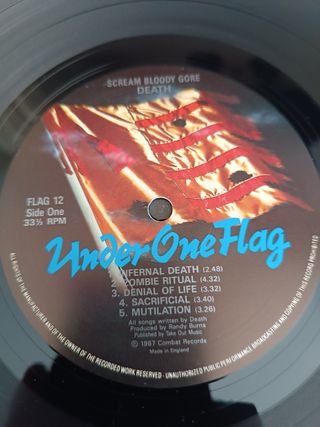 SCREAM BLOODY GORE
DEATH
FLAG 12
Side One
33⅓ RPM
Under One Flag
1. INFERNAL DEATH (2.48)
2. ZOMBIE RITUAL (4.32)
3. DENIAL OF LIFE (3.32)
4. SACRIFICIAL (3.40)
5. MUTILATION (3.26)
All songs written by Death
Produced by Randy Burns
Published by Take Out Music
℗ 1987 Combat Records
Made in England
ALL RIGHTS OF THE MANUFACTURER AND OF THE OWNER OF THE RECORDED WORK RESERVED - UNAUTHORIZED PUBLIC PERFORMANCE, BROADCASTING AND COPYING OF THIS RECORD PROHIBITED